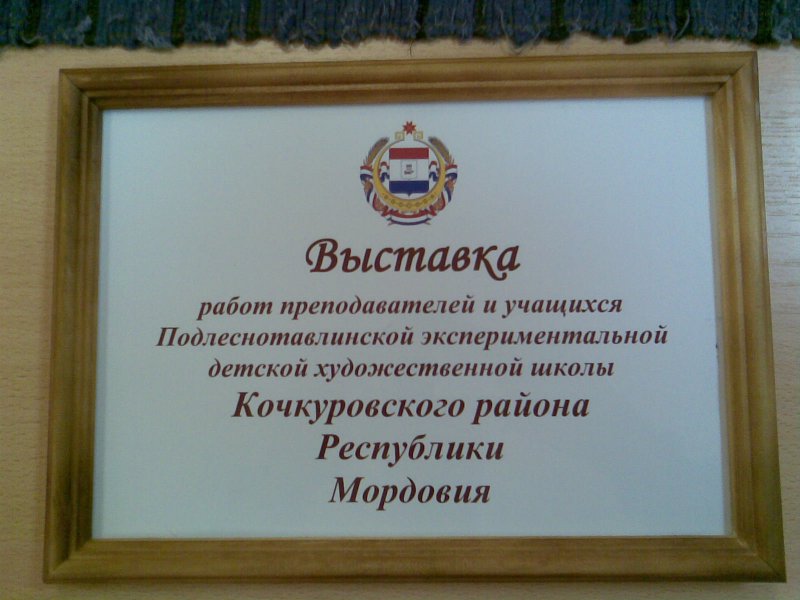 Выставка
работ преподавателей и учащихся
Подлеснотавлинской экспериментальной
детской художественной школы
Кочкуровского района
Республики
Мордовия